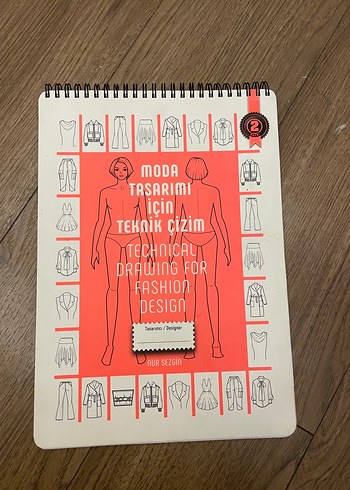 2
MODA
TASARIMI
İÇİN
TEKNİK ÇİZİM
TECHNICAL
DRAWING FOR
FASHION
DESIGN
Tasarımcı / Designer
NUR SEZGİN